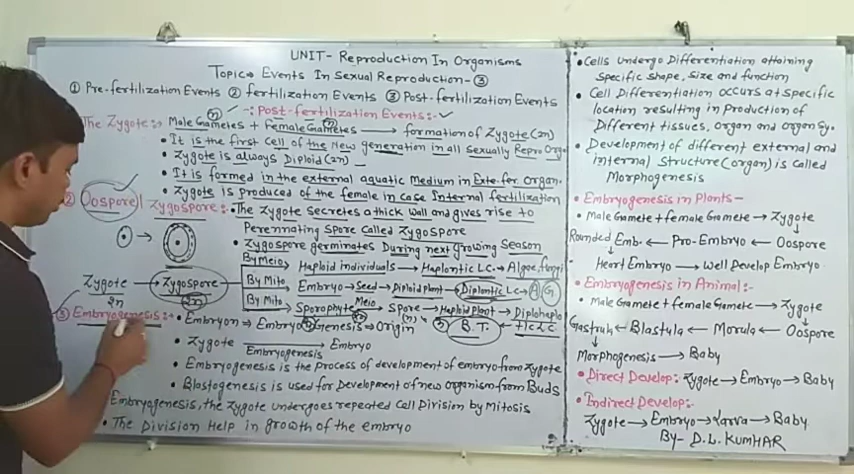 UNIT- Reproduction In Organisms
Topic→ Events In Sexual Reproduction-③
① Pre-fertilization Events ② fertilization Events ③ Post-fertilization Events
-: Post-fertilization Events:-
The Zygote:→ Male Gametes (n) + female Gametes (n) → formation of Zygote (2n)
• It is the first Cell of the New generation in all sexually Repro Org.
• Zygote is always Diploid (2n)
• It is formed in the external aquatic Medium in Exte. fer Organ.
• Zygote is produced of the female in Case Internal fertilization
② Oospore | Zygospore:→ • The Zygote Secretes a thick Wall and gives rise to
Perennating Spore Called Zygospore
• Zygospore germinates During next Growing Season
By Meio → Haploid individuals → Haplontic LC. → Algae, fungi
Zygote 2n → Zygospore 2n
By Mito → Embryo → Seed → Diploid plant → Diplontic LC → A G
By Mito → Sporophyte Meio → Spore (n) → Haploid plant → Diplohaplo
B.T. ← tic LC
③ Embryogenesis:→ • Embryon → Embryo Genesis → Origin
• Zygote Embryogenesis → Embryo
• Embryogenesis is the process of development of embryo from Zygote
• Blastogenesis is used for Development of new organism from Buds
Embryogenesis, the Zygote undergoes repeated Cell Division by Mitosis
• The Division Help in growth of the embryo
• Cells undergo Differentiation attaining
specific shape, size and function
• Cell Differentiation occurs at specific
location resulting in production of
Different tissues, organ and organ sy.
• Development of different external and
internal Structure (organ) is called
Morphogenesis
• Embryogenesis in Plants-
• Male Gamete + female Gamete → Zygote
↓
Rounded Emb. ← Pro-Embryo ← Oospore
↓
Heart Embryo → Well Develop Embryo
• Embryogenesis in Animal:-
• Male Gamete + female Gamete → Zygote
↓
Gastrula ← Blastula ← Morula ← Oospore
↓
Morphogenesis → Baby
• Direct Develop: Zygote → Embryo → Baby
• Indirect Develop:-
Zygote → Embryo → Larva → Baby
By- D.L. KUMHAR